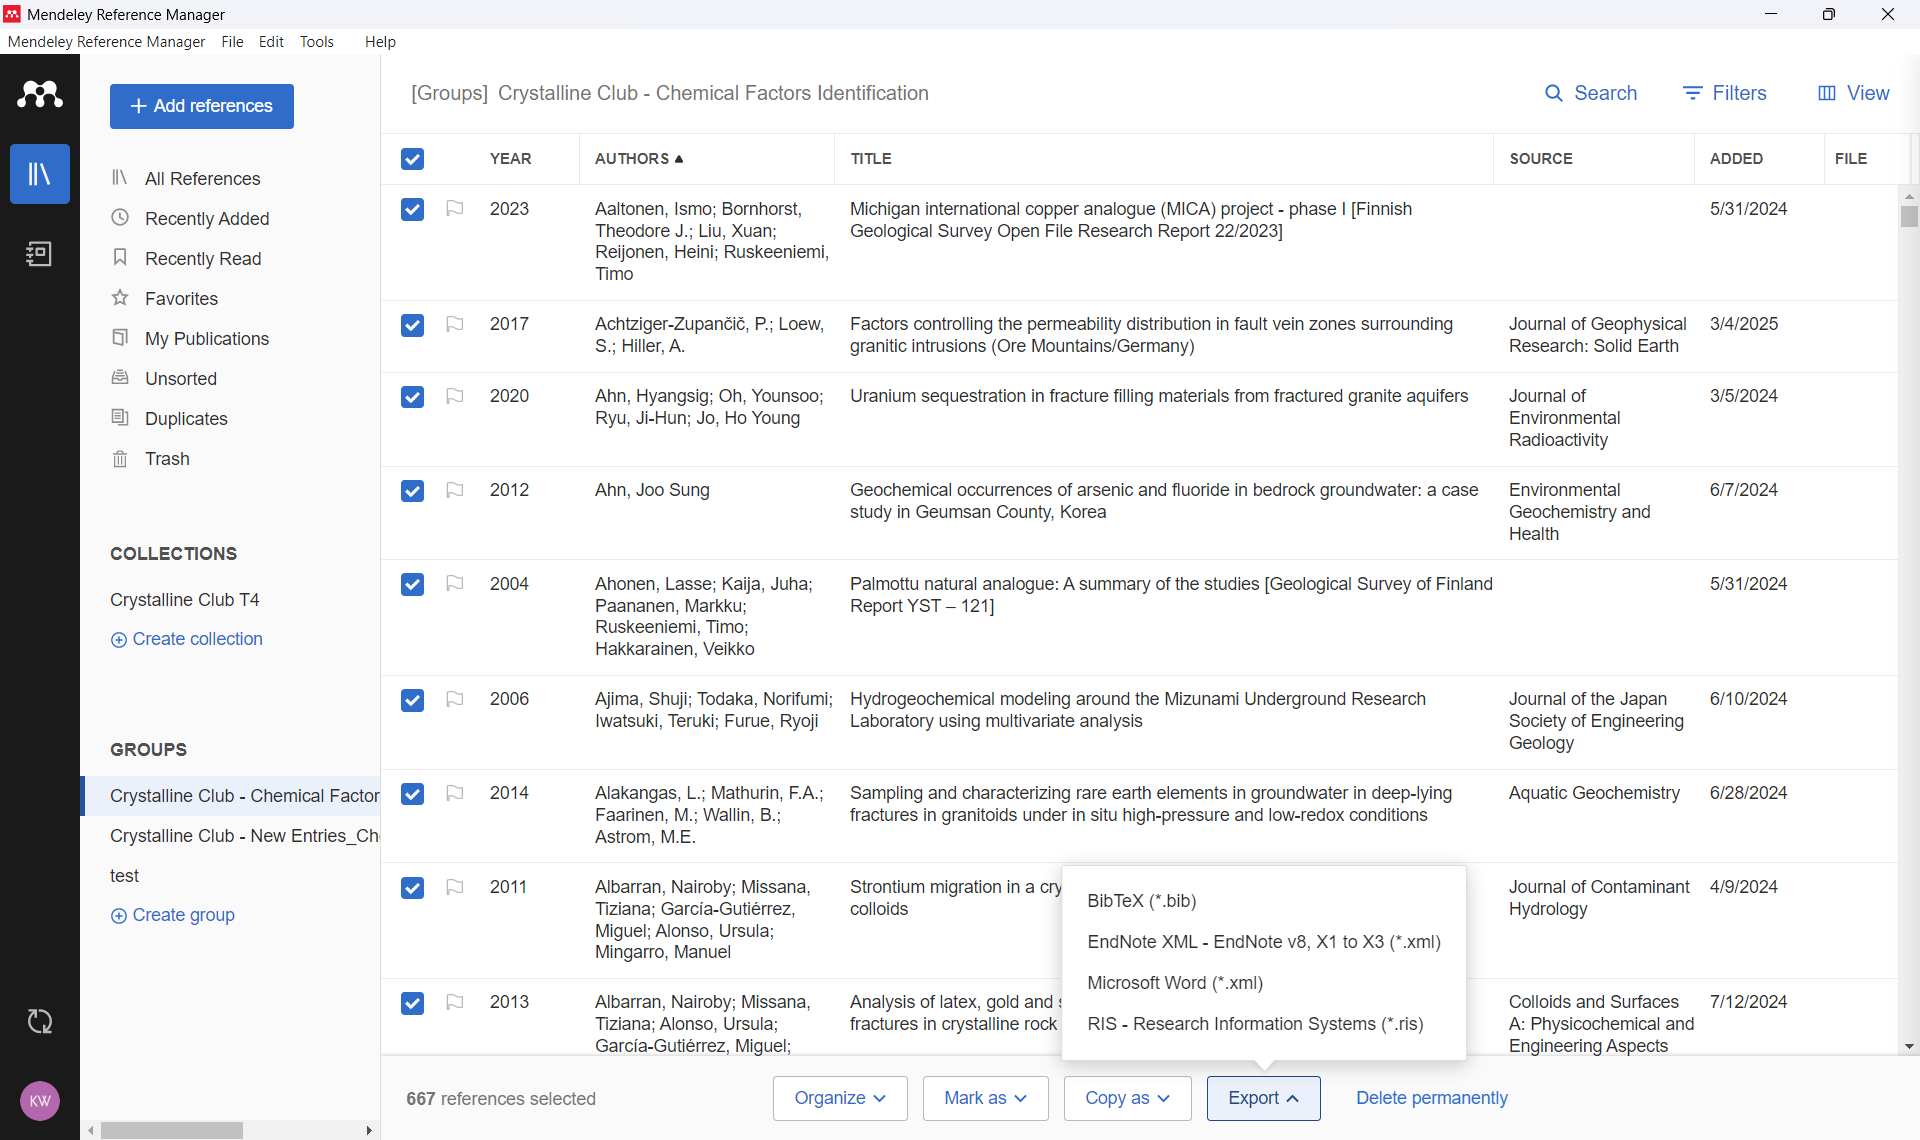 Mendeley Reference Manager
Mendeley Reference Manager File Edit Tools Help
+ Add references
All References
Recently Added
Recently Read
Favorites
My Publications
Unsorted
Duplicates
Trash
COLLECTIONS
Crystalline Club T4
Create collection
GROUPS
Crystalline Club - Chemical Factor
Crystalline Club - New Entries_Ch
test
Create group
KW
[Groups] Crystalline Club - Chemical Factors Identification
Search Filters View
YEAR AUTHORS TITLE SOURCE ADDED FILE
2023 Aaltonen, Ismo; Bornhorst, Michigan international copper analogue (MICA) project - phase I [Finnish 5/31/2024
Theodore J.; Liu, Xuan; Geological Survey Open File Research Report 22/2023]
Reijonen, Heini; Ruskeeniemi,
Timo
2017 Achtziger-Zupančič, P.; Loew, Factors controlling the permeability distribution in fault vein zones surrounding Journal of Geophysical 3/4/2025
S.; Hiller, A. granitic intrusions (Ore Mountains/Germany) Research: Solid Earth
2020 Ahn, Hyangsig; Oh, Younsoo; Uranium sequestration in fracture filling materials from fractured granite aquifers Journal of 3/5/2024
Ryu, Ji-Hun; Jo, Ho Young Environmental
Radioactivity
2012 Ahn, Joo Sung Geochemical occurrences of arsenic and fluoride in bedrock groundwater: a case Environmental 6/7/2024
study in Geumsan County, Korea Geochemistry and
Health
2004 Ahonen, Lasse; Kaija, Juha; Palmottu natural analogue: A summary of the studies [Geological Survey of Finland 5/31/2024
Paananen, Markku; Report YST – 121]
Ruskeeniemi, Timo;
Hakkarainen, Veikko
2006 Ajima, Shuji; Todaka, Norifumi; Hydrogeochemical modeling around the Mizunami Underground Research Journal of the Japan 6/10/2024
Iwatsuki, Teruki; Furue, Ryoji Laboratory using multivariate analysis Society of Engineering
Geology
2014 Alakangas, L.; Mathurin, F.A.; Sampling and characterizing rare earth elements in groundwater in deep-lying Aquatic Geochemistry 6/28/2024
Faarinen, M.; Wallin, B.; fractures in granitoids under in situ high-pressure and low-redox conditions
Astrom, M.E.
2011 Albarran, Nairoby; Missana, Strontium migration in a cry Journal of Contaminant 4/9/2024
Tiziana; García-Gutiérrez, colloids Hydrology
Miguel; Alonso, Ursula;
Mingarro, Manuel
2013 Albarran, Nairoby; Missana, Analysis of latex, gold and Colloids and Surfaces 7/12/2024
Tiziana; Alonso, Ursula; fractures in crystalline rock A: Physicochemical and
García-Gutiérrez, Miguel; Engineering Aspects
BibTeX (*.bib)
EndNote XML - EndNote v8, X1 to X3 (*.xml)
Microsoft Word (*.xml)
RIS - Research Information Systems (*.ris)
667 references selected Organize Mark as Copy as Export Delete permanently